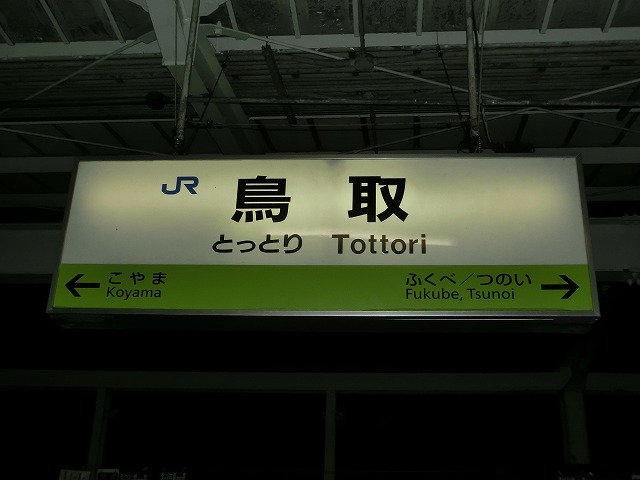 JR 鳥取
とっとり Tottori
← こやま ふくべ／つのい →
Koyama Fukube, Tsunoi